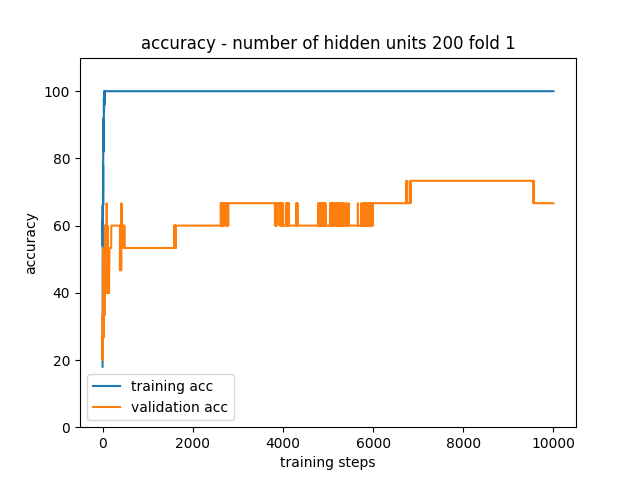 accuracy - number of hidden units 200 fold 1
100
80
60
40
20
0
accuracy
training acc
validation acc
0 2000 4000 6000 8000 10000
training steps